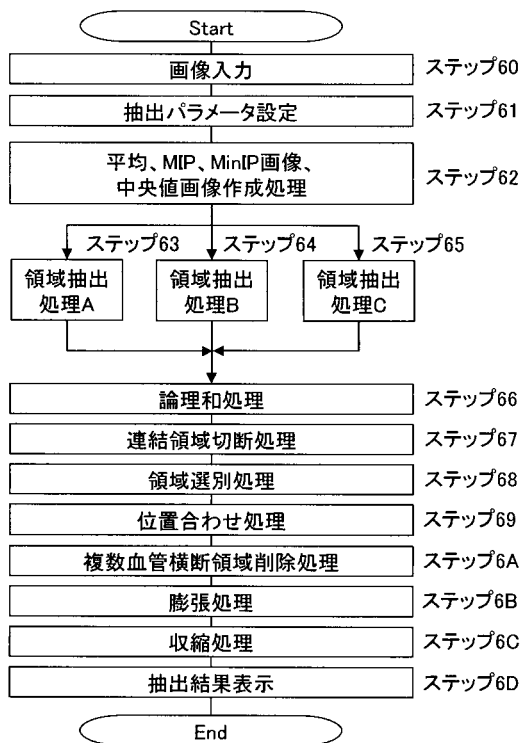 Start
画像入力
ステップ60
抽出パラメータ設定
ステップ61
平均、MIP、MinIP画像、
中央値画像作成処理
ステップ62
ステップ63
ステップ64
ステップ65
領域抽出
処理A
領域抽出
処理B
領域抽出
処理C
論理和処理
ステップ66
連結領域切断処理
ステップ67
領域選別処理
ステップ68
位置合わせ処理
ステップ69
複数血管横断領域削除処理
ステップ6A
膨張処理
ステップ6B
収縮処理
ステップ6C
抽出結果表示
ステップ6D
End